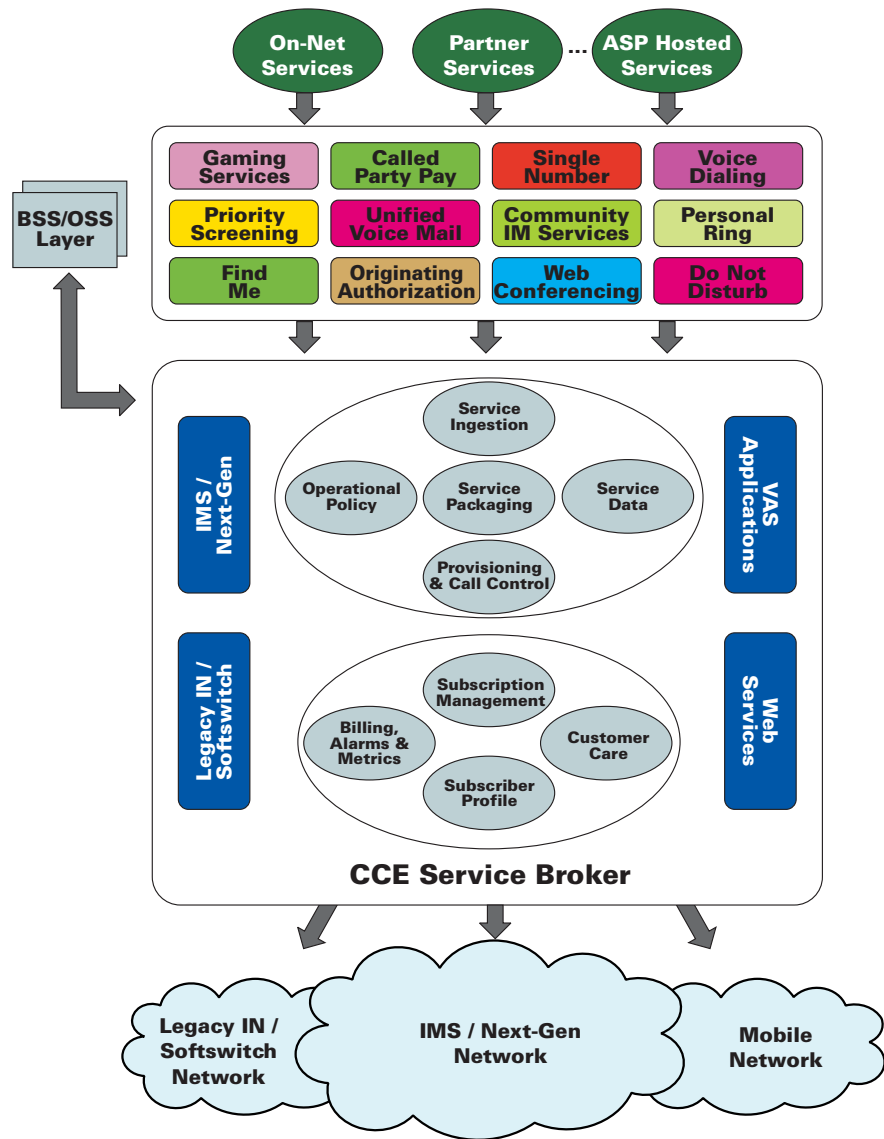 On-Net
Services
Partner
Services
...
ASP Hosted
Services
Gaming
Services
Called
Party Pay
Single
Number
Voice
Dialing
BSS/OSS
Layer
Priority
Screening
Unified
Voice Mail
Community
IM Services
Personal
Ring
Find
Me
Originating
Authorization
Web
Conferencing
Do Not
Disturb
IMS /
Next-Gen
Service
Ingestion
Operational
Policy
Service
Packaging
Service
Data
Provisioning
& Call Control
VAS
Applications
Legacy IN /
Softswitch
Subscription
Management
Billing,
Alarms &
Metrics
Customer
Care
Subscriber
Profile
Web
Services
CCE Service Broker
Legacy IN /
Softswitch
Network
IMS / Next-Gen
Network
Mobile
Network